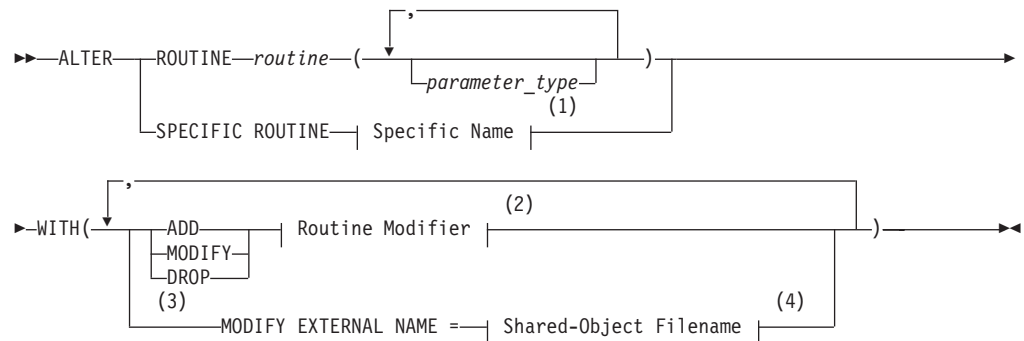 ,
ALTER ROUTINE routine ( parameter_type )
(1)
SPECIFIC ROUTINE Specific Name
,
(2)
WITH( ADD Routine Modifier )
MODIFY
DROP
(3) (4)
MODIFY EXTERNAL NAME = Shared-Object Filename